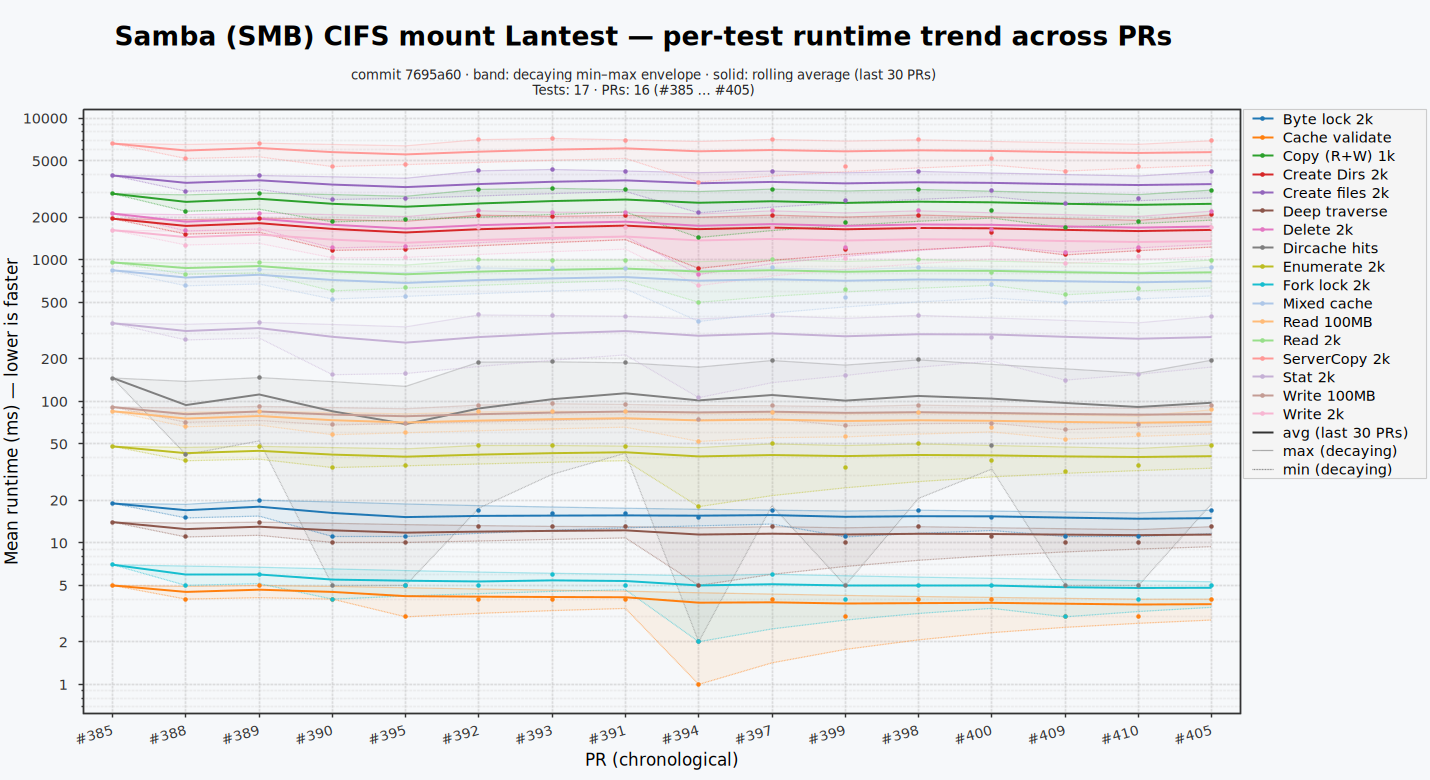 Samba (SMB) CIFS mount Lantest — per-test runtime trend across PRs
commit 7695a60 · band: decaying min–max envelope · solid: rolling average (last 30 PRs)
Tests: 17 · PRs: 16 (#385 … #405)
Mean runtime (ms) — lower is faster
10000
5000
2000
1000
500
200
100
50
20
10
5
2
1
#385
#388
#389
#390
#395
#392
#393
#391
#394
#397
#399
#398
#400
#409
#410
#405
PR (chronological)
Byte lock 2k
Cache validate
Copy (R+W) 1k
Create Dirs 2k
Create files 2k
Deep traverse
Delete 2k
Dircache hits
Enumerate 2k
Fork lock 2k
Mixed cache
Read 100MB
Read 2k
ServerCopy 2k
Stat 2k
Write 100MB
Write 2k
avg (last 30 PRs)
max (decaying)
min (decaying)